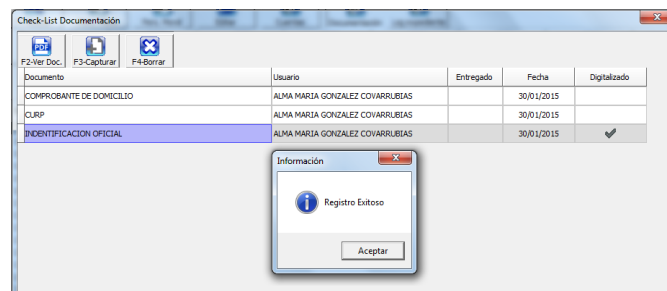 Check-List Documentación
PDF
F2-Ver Doc. F3-Capturar F4-Borrar
Documento Usuario Entregado Fecha Digitalizado
COMPROBANTE DE DOMICILIO ALMA MARIA GONZALEZ COVARRUBIAS 30/01/2015
CURP ALMA MARIA GONZALEZ COVARRUBIAS 30/01/2015
INDENTIFICACION OFICIAL ALMA MARIA GONZALEZ COVARRUBIAS 30/01/2015
Información
Registro Exitoso
Aceptar